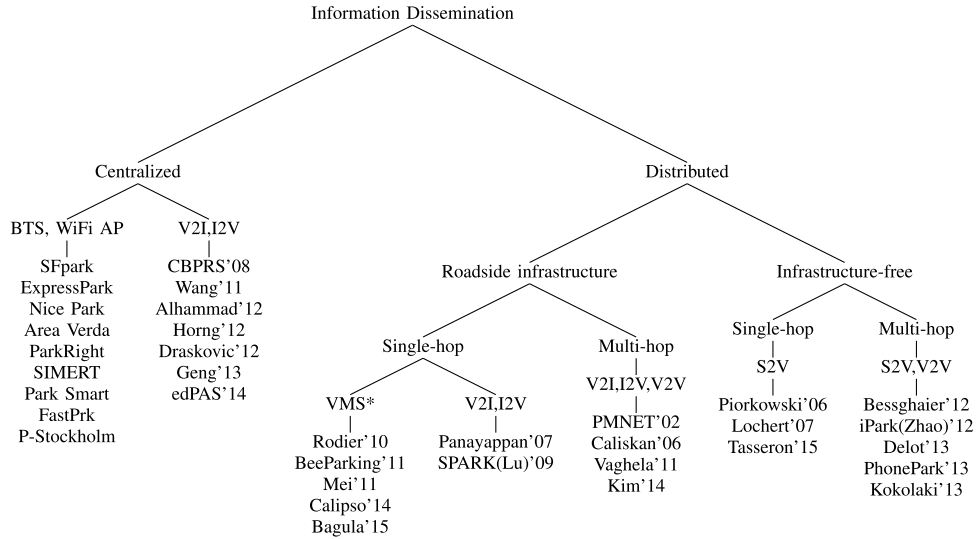 Information Dissemination
Centralized
Distributed
BTS, WiFi AP
V2I,I2V
SFpark
ExpressPark
Nice Park
Area Verda
ParkRight
SIMERT
Park Smart
FastPrk
P-Stockholm
CBPRS'08
Wang'11
Alhammad'12
Horng'12
Draskovic'12
Geng'13
edPAS'14
Roadside infrastructure
Infrastructure-free
Single-hop
Multi-hop
VMS*
Rodier'10
BeeParking'11
Mei'11
Calipso'14
Bagula'15
V2I,I2V
Panayappan'07
SPARK(Lu)'09
V2I,I2V,V2V
PMNET'02
Caliskan'06
Vaghela'11
Kim'14
Single-hop
S2V
Piorkowski'06
Lochert'07
Tasseron'15
Multi-hop
S2V,V2V
Bessghaier'12
iPark(Zhao)'12
Delot'13
PhonePark'13
Kokolaki'13